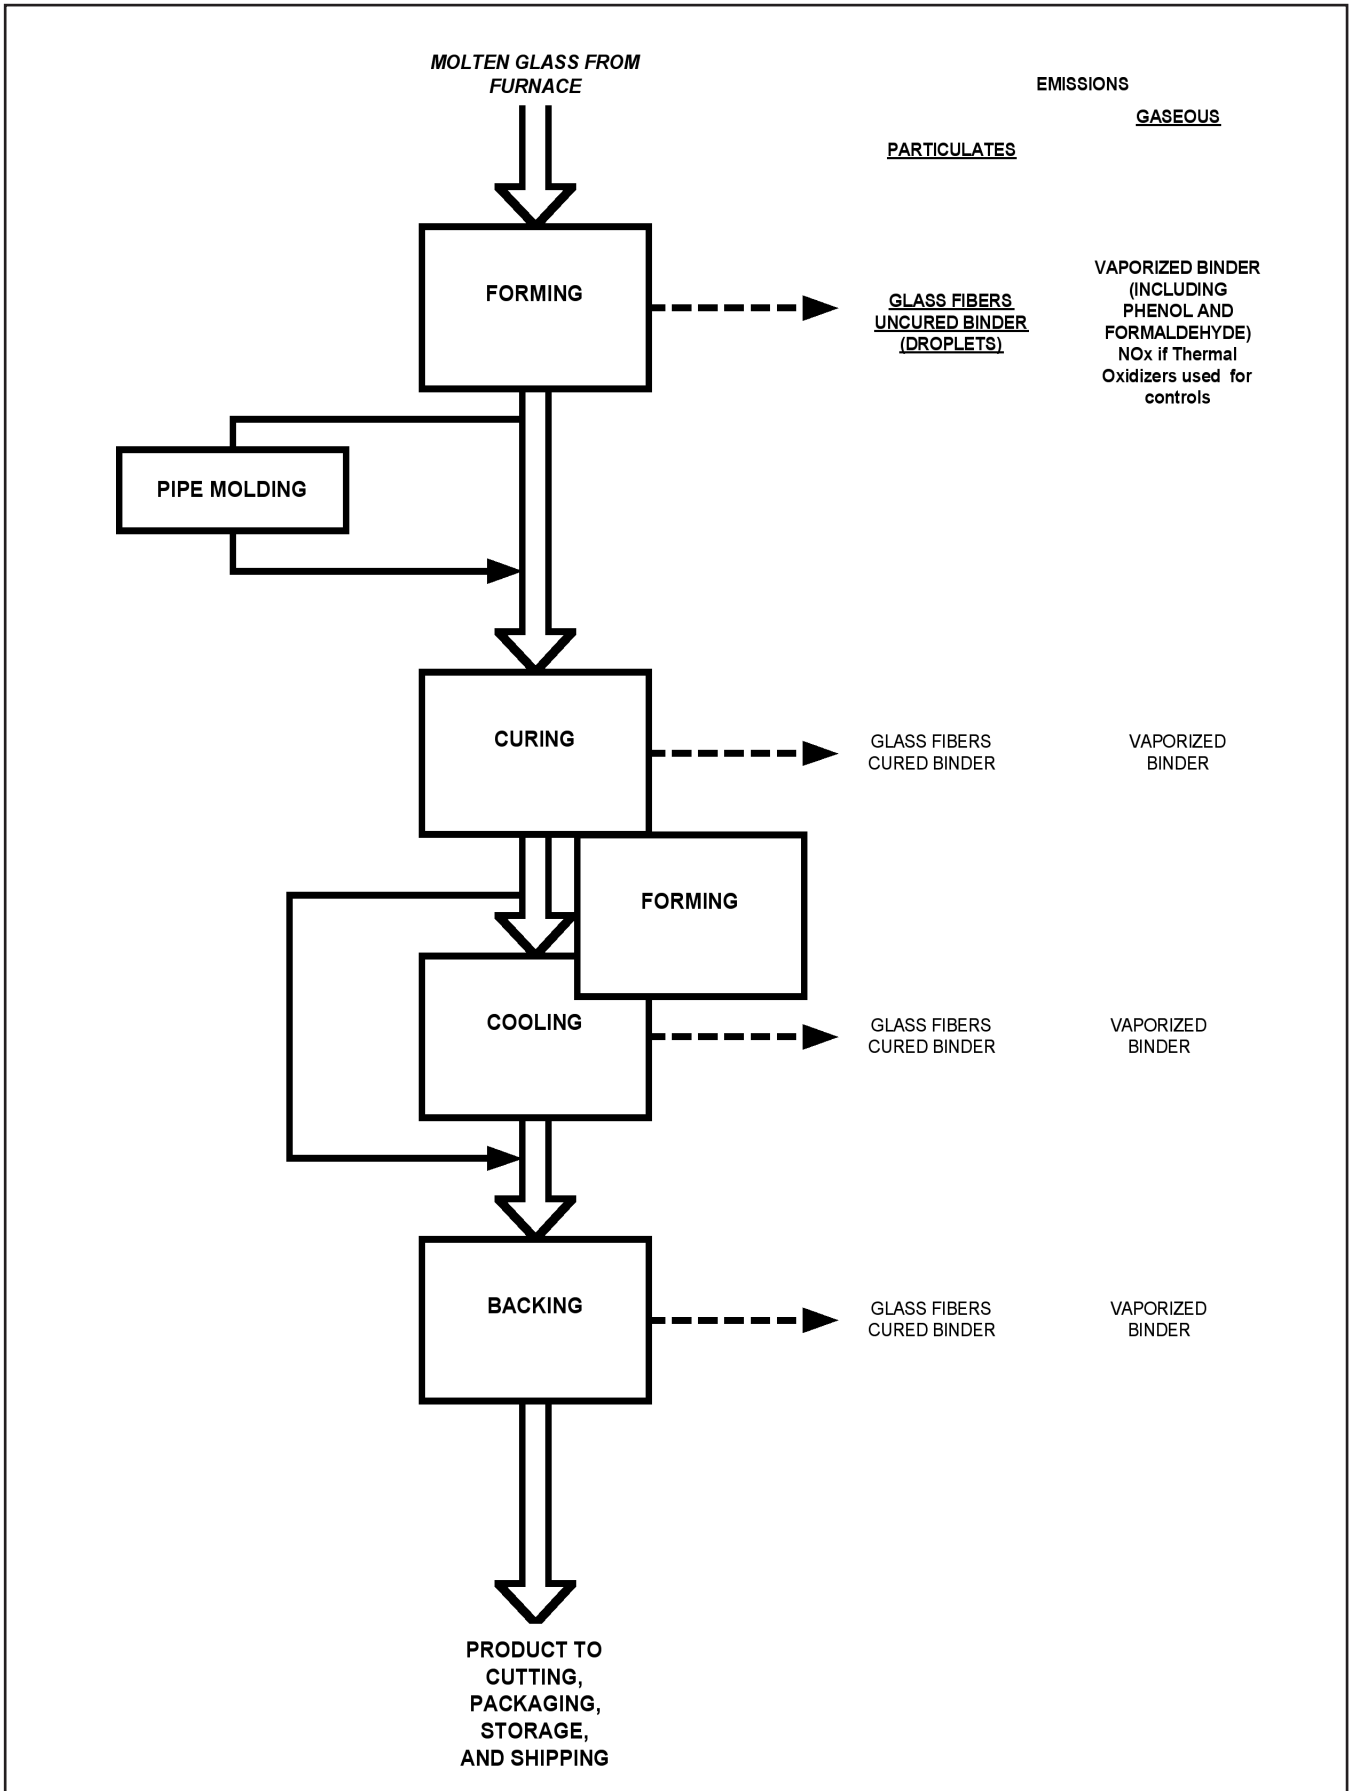 MOLTEN GLASS FROM
FURNACE
EMISSIONS
GASEOUS
PARTICULATES
FORMING
GLASS FIBERS
UNCURED BINDER
(DROPLETS)
VAPORIZED BINDER
(INCLUDING
PHENOL AND
FORMALDEHYDE)
NOx if Thermal
Oxidizers used for
controls
PIPE MOLDING
CURING
GLASS FIBERS
CURED BINDER
VAPORIZED
BINDER
FORMING
COOLING
GLASS FIBERS
CURED BINDER
VAPORIZED
BINDER
BACKING
GLASS FIBERS
CURED BINDER
VAPORIZED
BINDER
PRODUCT TO
CUTTING,
PACKAGING,
STORAGE,
AND SHIPPING